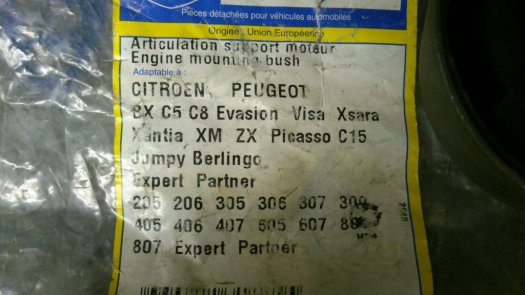 Pièces détachées pour véhicules automobiles
Origine : Union Européenne
Articulation support moteur
Engine mounting bush
Adaptable à :
CITROEN, PEUGEOT
BX C5 C8 Evasion Visa Xsara
Xantia XM ZX Picasso C15
Jumpy Berlingo
Expert Partner
205 206 305 306 307 309
405 406 407 605 607
807 Expert Partner